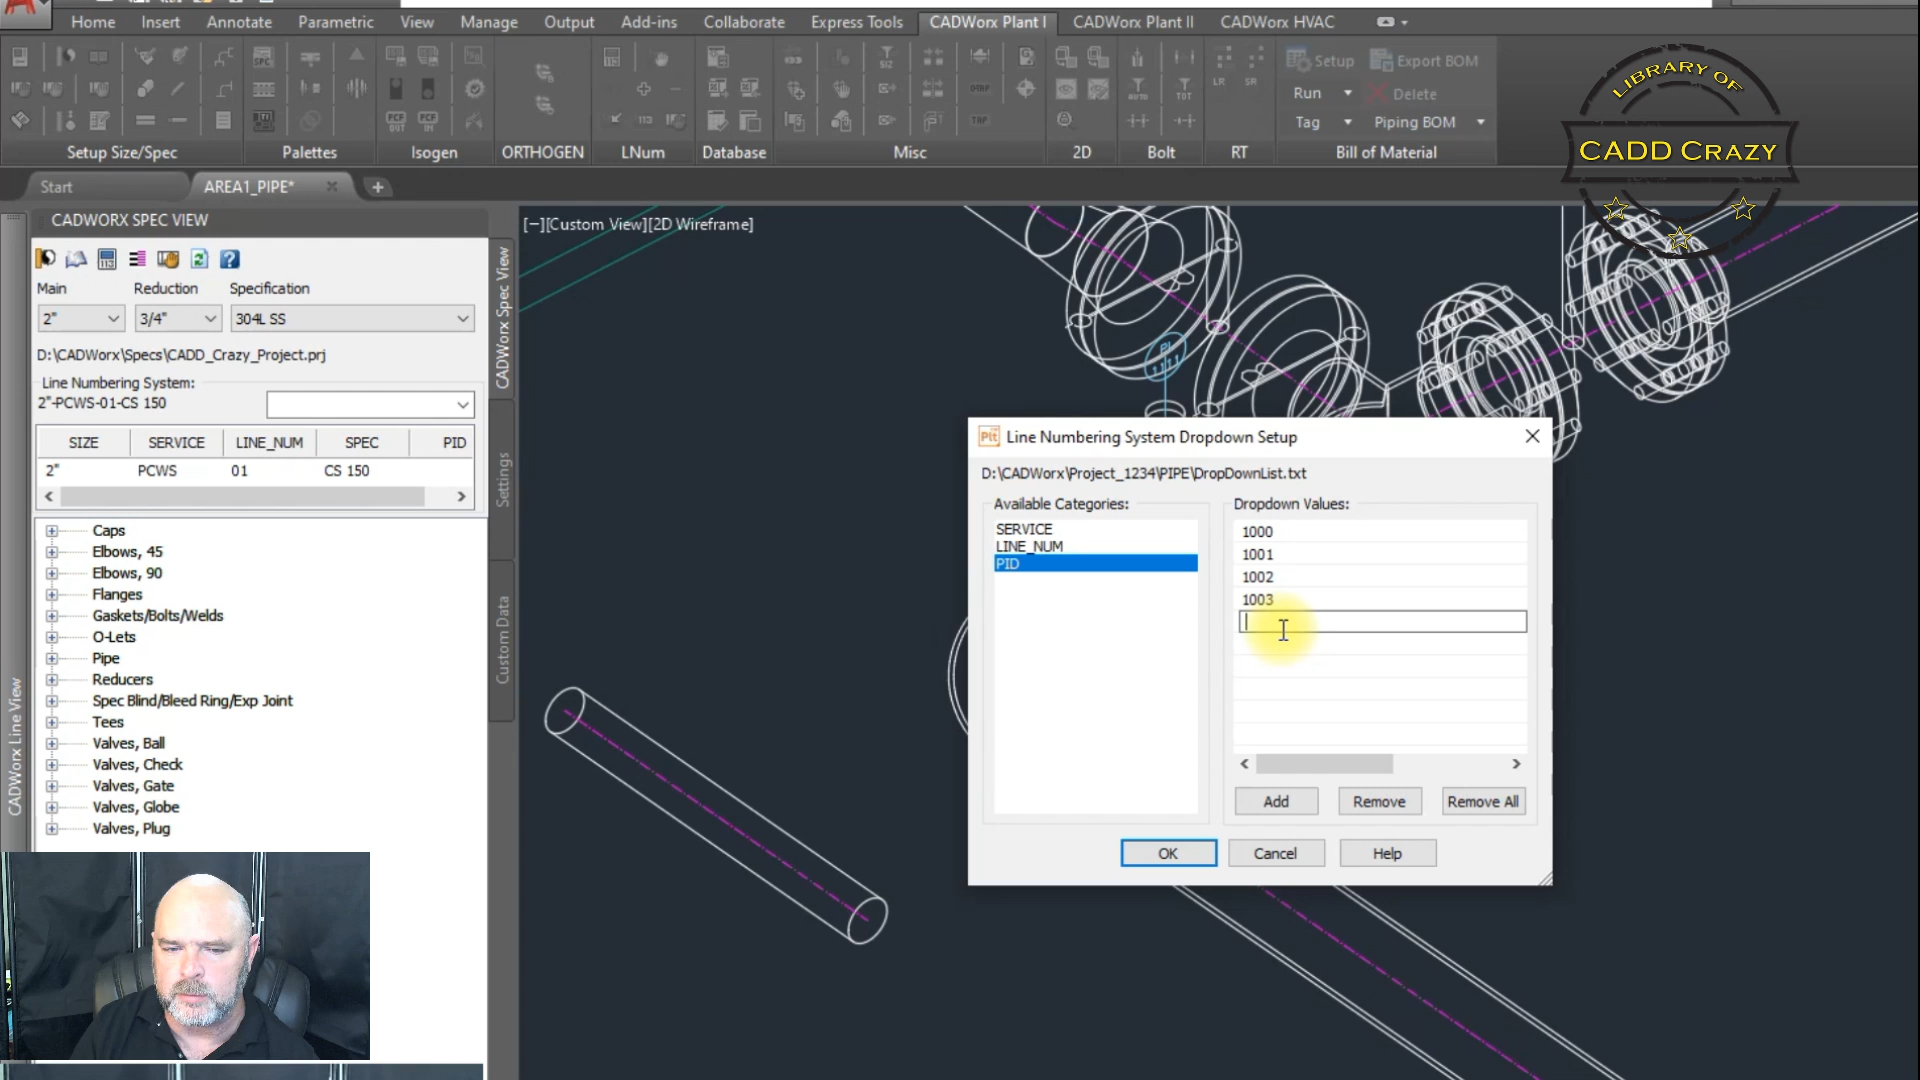 Home Insert Annotate Parametric View Manage Output Add-ins Collaborate Express Tools CADWorx Plant I CADWorx Plant II CADWorx HVAC
Setup Export BOM
Run Delete
Tag Piping BOM
Setup Size/Spec Palettes Isogen ORTHOGEN LNum Database Misc 2D Bolt RT Bill of Material
LIBRARY OF
CADD CRAZY
Start AREA1_PIPE*
CADWORX SPEC VIEW
[−][Custom View][2D Wireframe]
Main Reduction Specification
2" 3/4" 304L SS
D:\CADWorx\Specs\CADD_Crazy_Project.prj
Line Numbering System:
2"-PCWS-01-CS 150
SIZE SERVICE LINE_NUM SPEC PID
2" PCWS 01 CS 150
Caps
Elbows, 45
Elbows, 90
Flanges
Gaskets/Bolts/Welds
O-Lets
Pipe
Reducers
Spec Blind/Bleed Ring/Exp Joint
Tees
Valves, Ball
Valves, Check
Valves, Gate
Valves, Globe
Valves, Plug
CADWorx Spec View
Settings
Custom Data
CADWorx Line View
Line Numbering System Dropdown Setup
D:\CADWorx\Project_1234\PIPE\DropDownList.txt
Available Categories: Dropdown Values:
SERVICE
LINE_NUM
PID
1000
1001
1002
1003
Add Remove Remove All
OK Cancel Help